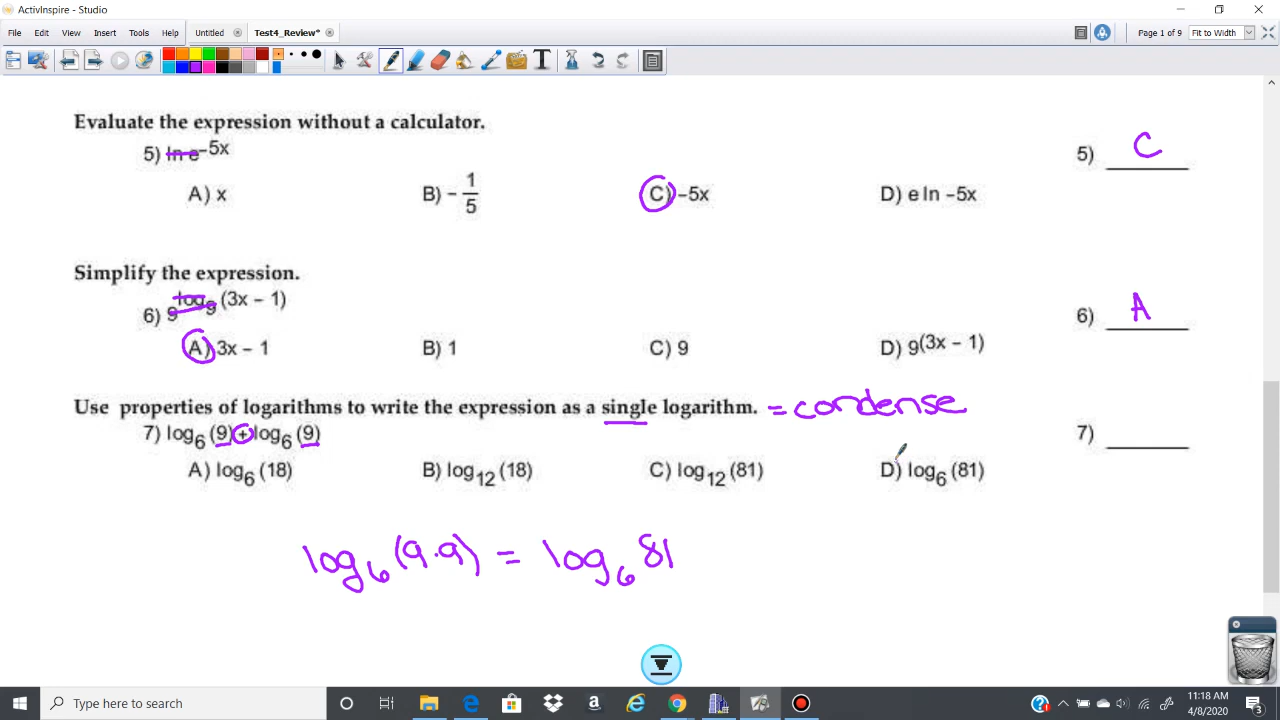 ActivInspire - Studio
File Edit View Insert Tools Help Untitled Test4_Review* Page 1 of 9 Fit to Width
Evaluate the expression without a calculator.
5) ln e^-5x 5) C
A) x B) -1/5 C) -5x D) e ln -5x
Simplify the expression.
6) 9^log₉ (3x - 1) 6) A
A) 3x - 1 B) 1 C) 9 D) 9^(3x - 1)
Use properties of logarithms to write the expression as a single logarithm. = condense
7) log₆ (9) + log₆ (9) 7)
A) log₆ (18) B) log₁₂ (18) C) log₁₂ (81) D) log₆ (81)
log₆ (9·9) = log₆ 81
Type here to search
11:18 AM
4/8/2020
3